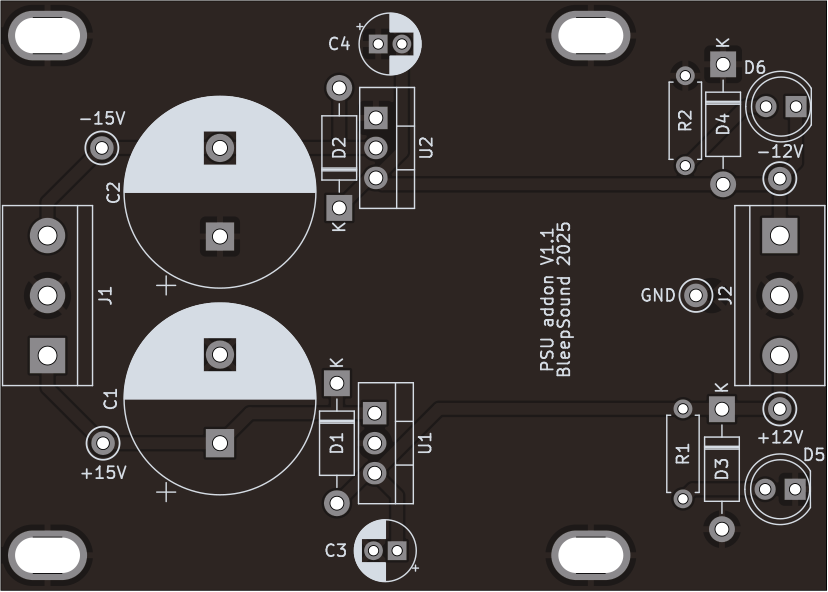 C4
K
D6
-15V
D2
U2
R2
D4
-12V
C2
K
PSU addon V1.1
BleepSound 2025
J1
GND
J2
K
K
C1
D1
U1
R1
D3
+12V
D5
+15V
C3